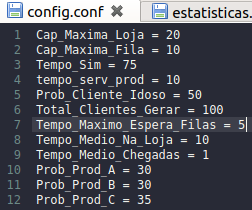 config.conf
estatisticas.
1 Cap_Maxima_Loja = 20
2 Cap_Maxima_Fila = 10
3 Tempo_Sim = 75
4 tempo_serv_prod = 10
5 Prob_Cliente_Idoso = 50
6 Total_Clientes_Gerar = 100
7 Tempo_Maximo_Espera_Filas = 5
8 Tempo_Medio_Na_Loja = 10
9 Tempo_Medio_Chegadas = 1
10 Prob_Prod_A = 30
11 Prob_Prod_B = 30
12 Prob_Prod_C = 35